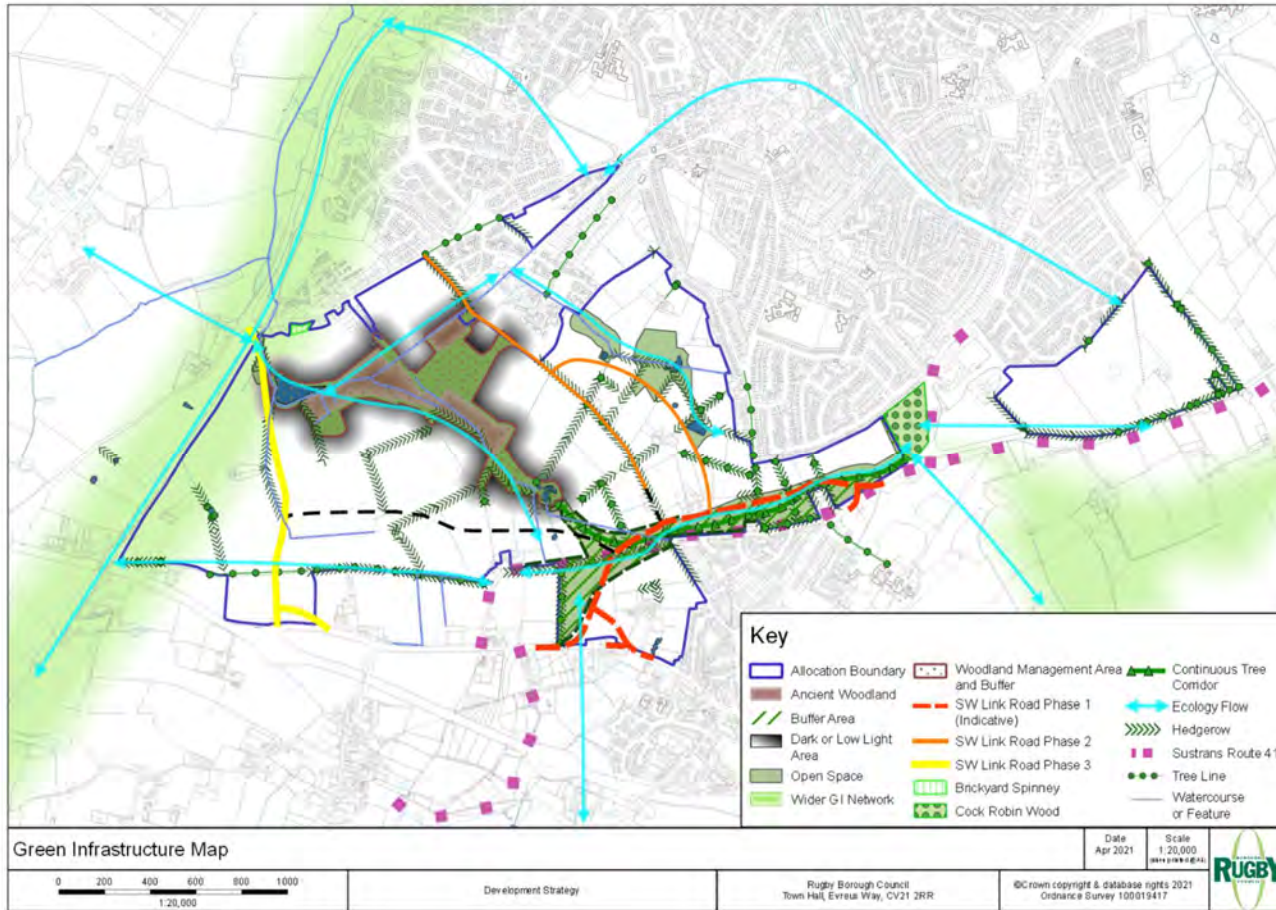 Key
Allocation Boundary
Ancient Woodland
Buffer Area
Dark or Low Light
Area
Open Space
Wider GI Network
Woodland Management Area
and Buffer
SW Link Road Phase 1
(Indicative)
SW Link Road Phase 2
SW Link Road Phase 3
Brickyard Spinney
Cock Robin Wood
Continuous Tree
Corridor
Ecology Flow
Hedgerow
Sustrans Route 41
Tree Line
Watercourse
or Feature
Green Infrastructure Map
Date
Apr 2021
Scale
1:20,000
(when printed @A3)
0 200 400 600 800 1000
1:20,000
Development Strategy
Rugby Borough Council
Town Hall, Evreux Way, CV21 2RR
©Crown copyright & database rights 2021
Ordnance Survey 100019417
RUGBY